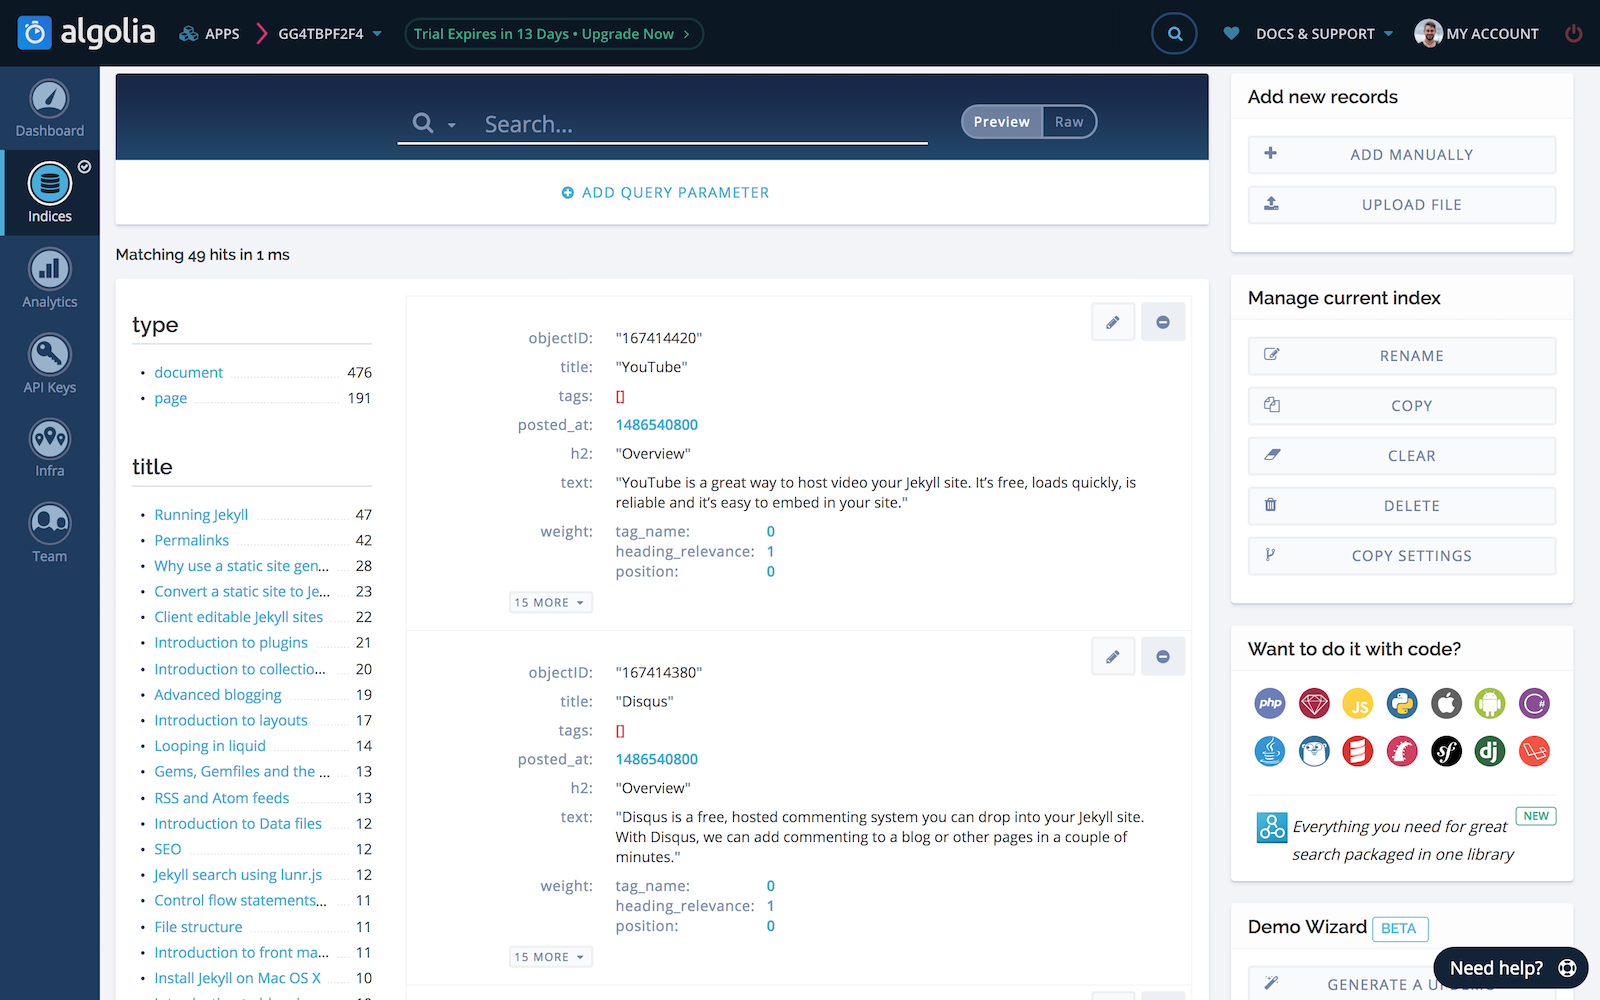 algolia
APPS
GG4TBPF2F4
Trial Expires in 13 Days • Upgrade Now
DOCS & SUPPORT
MY ACCOUNT
Dashboard
Indices
Analytics
API Keys
Infra
Team
Search...
Preview
Raw
ADD QUERY PARAMETER
Matching 49 hits in 1 ms
type
document 476
page 191
title
Running Jekyll 47
Permalinks 42
Why use a static site gen... 28
Convert a static site to Je... 23
Client editable Jekyll sites 22
Introduction to plugins 21
Introduction to collectio... 20
Advanced blogging 19
Introduction to layouts 17
Looping in liquid 14
Gems, Gemfiles and the ... 13
RSS and Atom feeds 13
Introduction to Data files 12
SEO 12
Jekyll search using lunr.js 12
Control flow statements... 11
File structure 11
Introduction to front ma... 11
Install Jekyll on Mac OS X 10
objectID: "167414420"
title: "YouTube"
tags: []
posted_at: 1486540800
h2: "Overview"
text: "YouTube is a great way to host video your Jekyll site. It’s free, loads quickly, is
reliable and it’s easy to embed in your site."
weight: tag_name: 0
heading_relevance: 1
position: 0
15 MORE
objectID: "167414380"
title: "Disqus"
tags: []
posted_at: 1486540800
h2: "Overview"
text: "Disqus is a free, hosted commenting system you can drop into your Jekyll site.
With Disqus, we can add commenting to a blog or other pages in a couple of
minutes."
weight: tag_name: 0
heading_relevance: 1
position: 0
15 MORE
Add new records
ADD MANUALLY
UPLOAD FILE
Manage current index
RENAME
COPY
CLEAR
DELETE
COPY SETTINGS
Want to do it with code?
php
JS
C#
sf
dj
Everything you need for great
search packaged in one library
NEW
Demo Wizard BETA
GENERATE A
Need help?